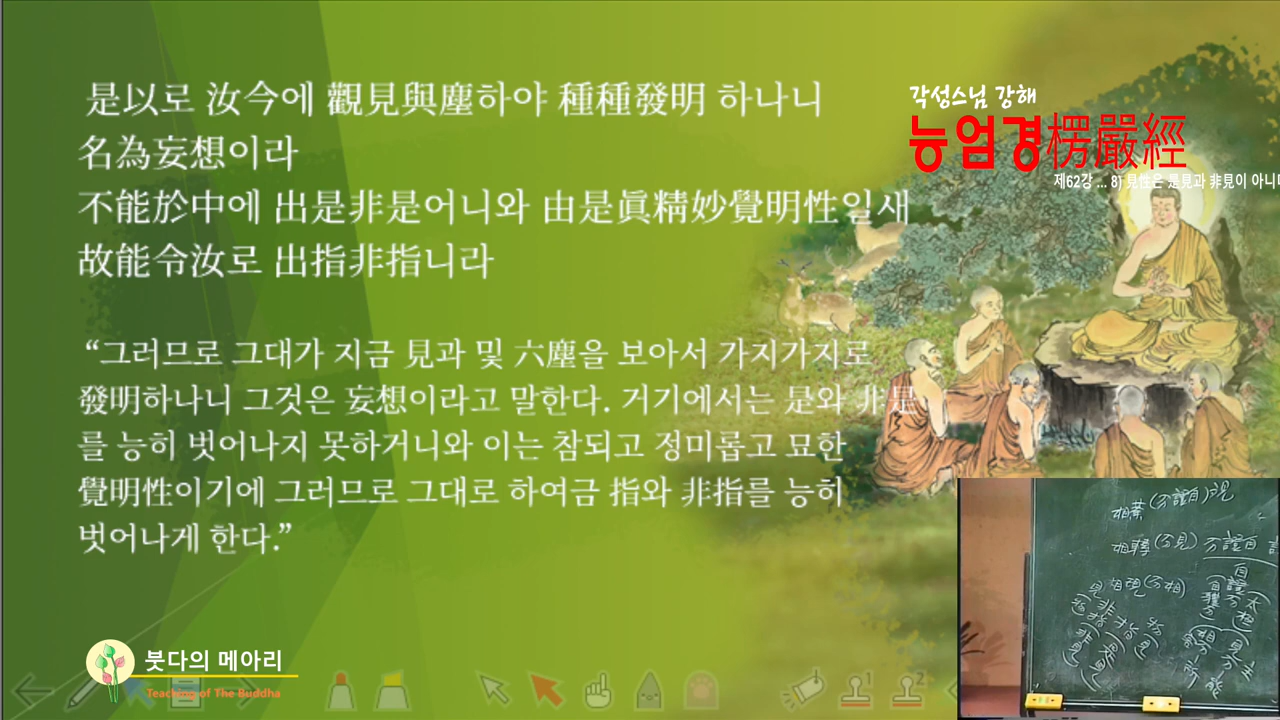 是以로 汝今에 觀見與塵하야 種種發明 하나니
名為妄想이라
不能於中에 出是非是어니와 由是眞精妙覺明性일새
故能令汝로 出指非指니라
“그러므로 그대가 지금 見과 및 六塵을 보아서 가지가지로
發明하나니 그것은 妄想이라고 말한다. 거기에서는 是와 非是
를 능히 벗어나지 못하거니와 이는 참되고 정미롭고 묘한
覺明性이기에 그러므로 그대로 하여금 指와 非指를 능히
벗어나게 한다.”
각성스님 강해
능엄경楞嚴經
제62강 ... 8) 見性은 是見과 非見이 아니
붓다의 메아리
Teaching of The Buddha